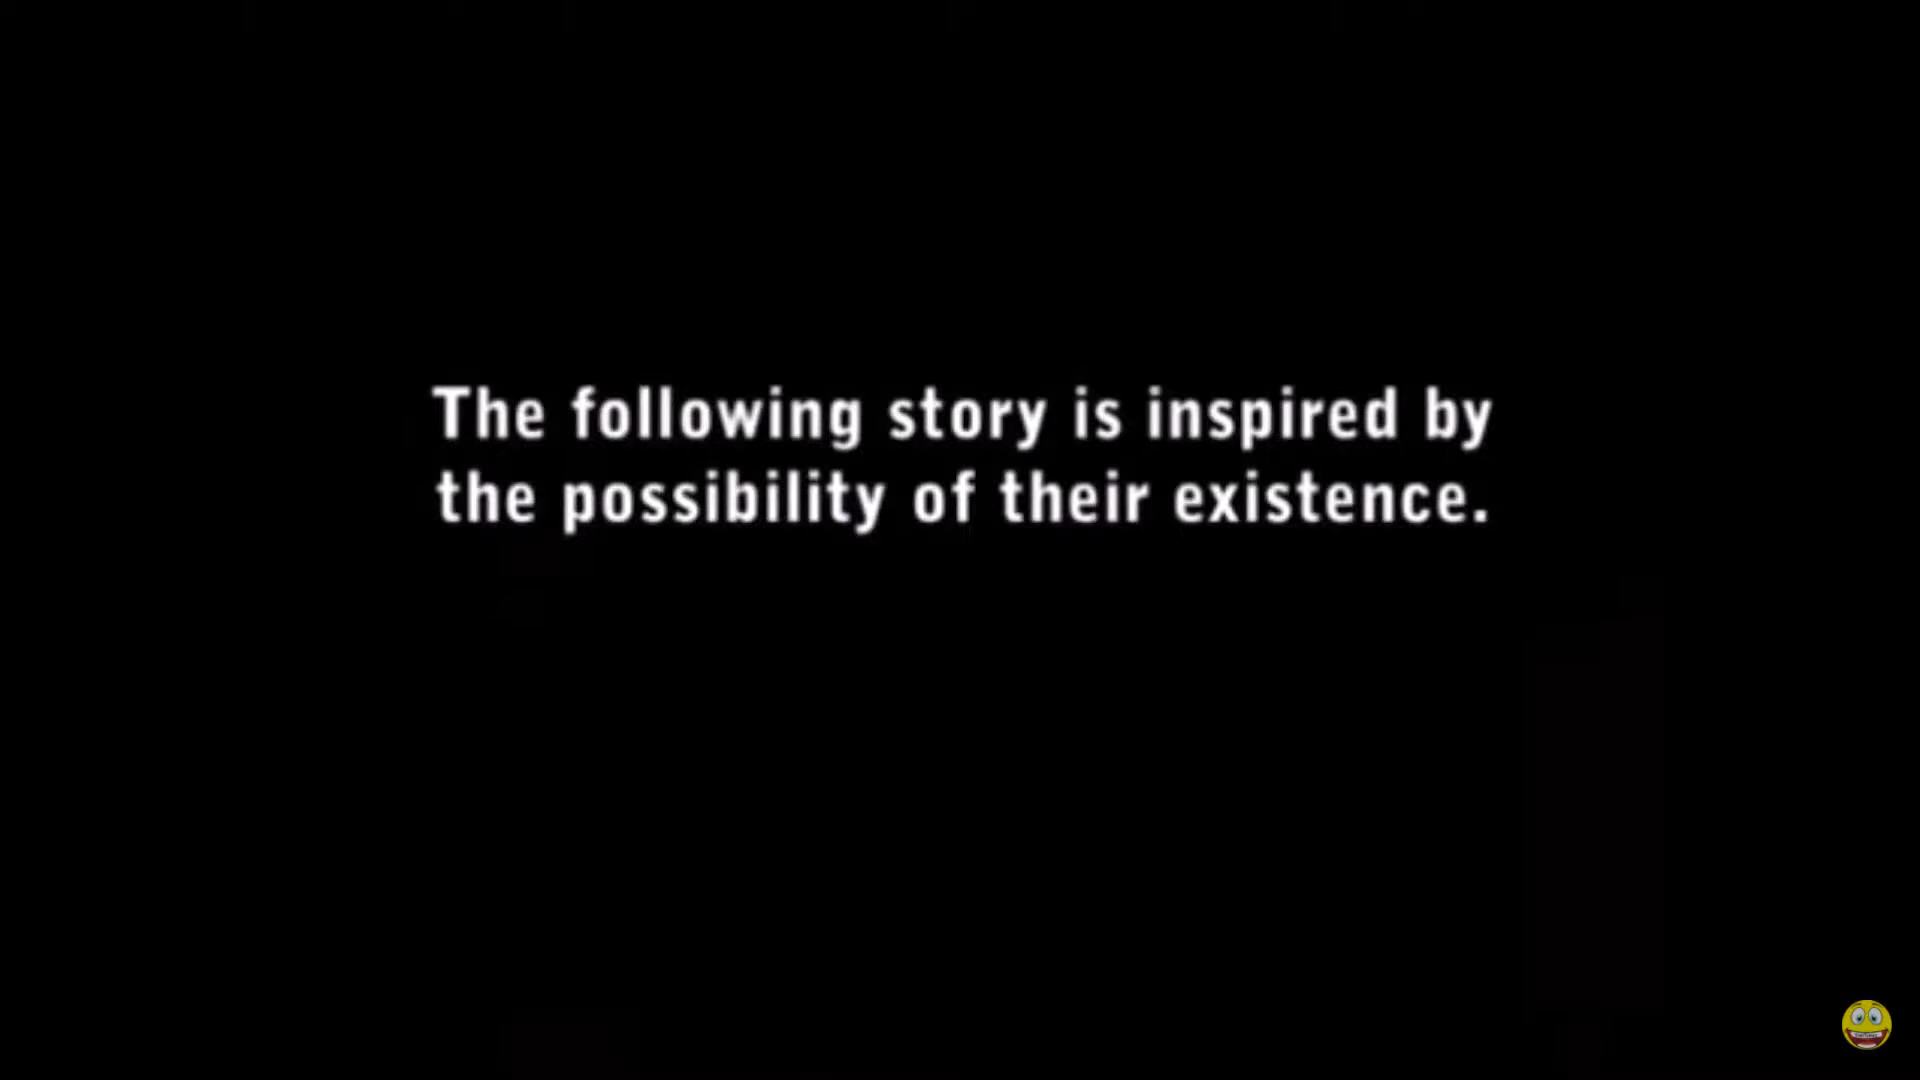 The following story is inspired by
the possibility of their existence.